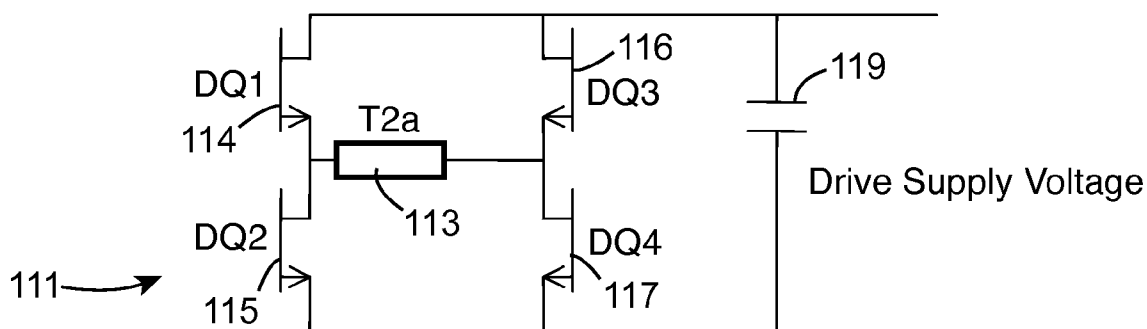 116
119
DQ1
DQ3
114
T2a
Drive Supply Voltage
113
DQ2
DQ4
111
115
117